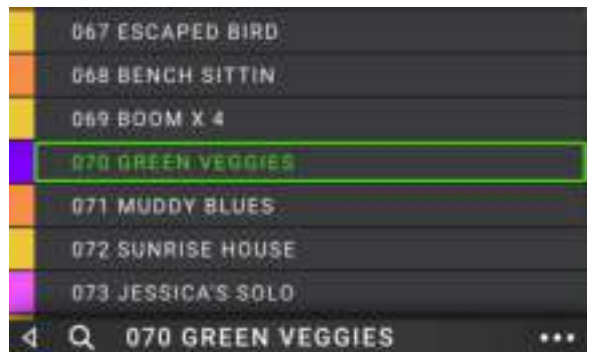 067 ESCAPED BIRD
068 BENCH SITTIN
069 BOOM X 4
070 GREEN VEGGIES
071 MUDDY BLUES
072 SUNRISE HOUSE
073 JESSICA'S SOLO
070 GREEN VEGGIES